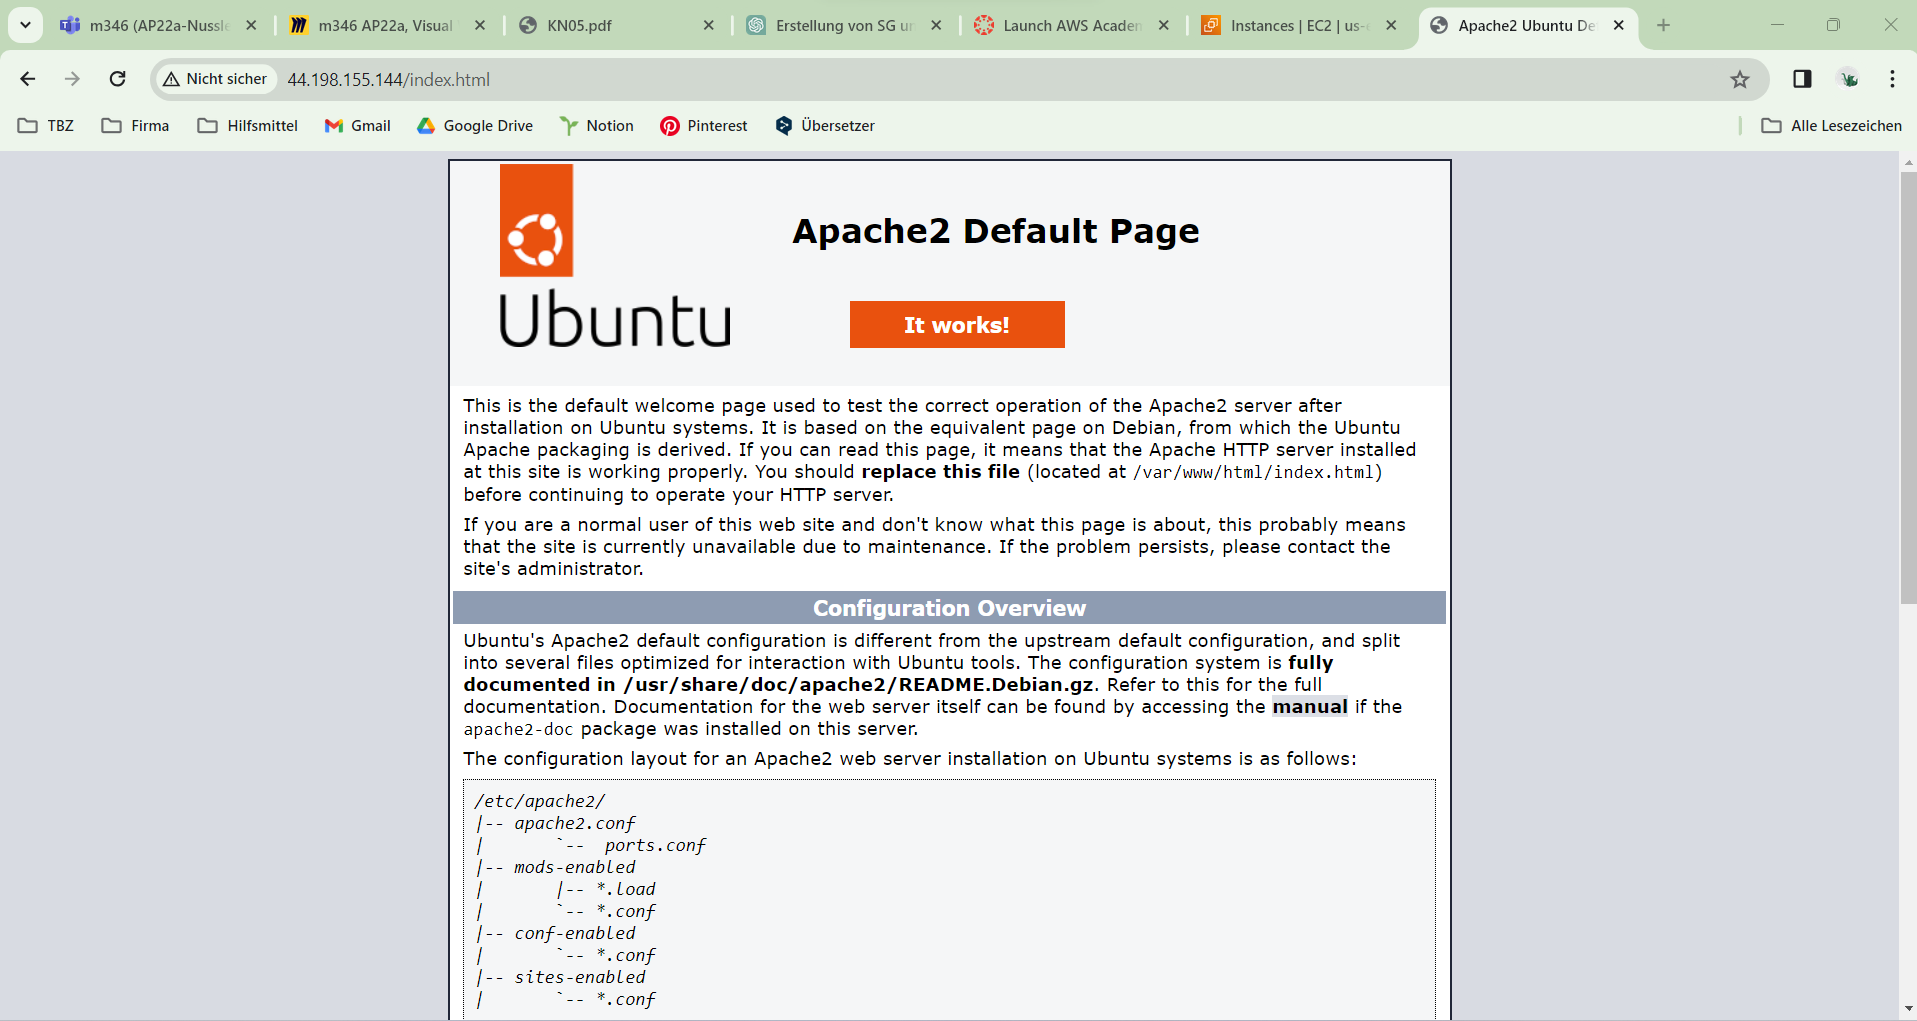 m346 (AP22a-Nussle
m346 AP22a, Visual
KN05.pdf
Erstellung von SG un
Launch AWS Academ
Instances | EC2 | us-e
Apache2 Ubuntu De
Nicht sicher
44.198.155.144/index.html
TBZ
Firma
Hilfsmittel
Gmail
Google Drive
Notion
Pinterest
Übersetzer
Alle Lesezeichen
Ubuntu
Apache2 Default Page
It works!
This is the default welcome page used to test the correct operation of the Apache2 server after
installation on Ubuntu systems. It is based on the equivalent page on Debian, from which the Ubuntu
Apache packaging is derived. If you can read this page, it means that the Apache HTTP server installed
at this site is working properly. You should replace this file (located at /var/www/html/index.html)
before continuing to operate your HTTP server.
If you are a normal user of this web site and don't know what this page is about, this probably means
that the site is currently unavailable due to maintenance. If the problem persists, please contact the
site's administrator.
Configuration Overview
Ubuntu's Apache2 default configuration is different from the upstream default configuration, and split
into several files optimized for interaction with Ubuntu tools. The configuration system is fully
documented in /usr/share/doc/apache2/README.Debian.gz. Refer to this for the full
documentation. Documentation for the web server itself can be found by accessing the manual if the
apache2-doc package was installed on this server.
The configuration layout for an Apache2 web server installation on Ubuntu systems is as follows:
/etc/apache2/
|-- apache2.conf
|       `--  ports.conf
|-- mods-enabled
|       |-- *.load
|       `-- *.conf
|-- conf-enabled
|       `-- *.conf
|-- sites-enabled
|       `-- *.conf